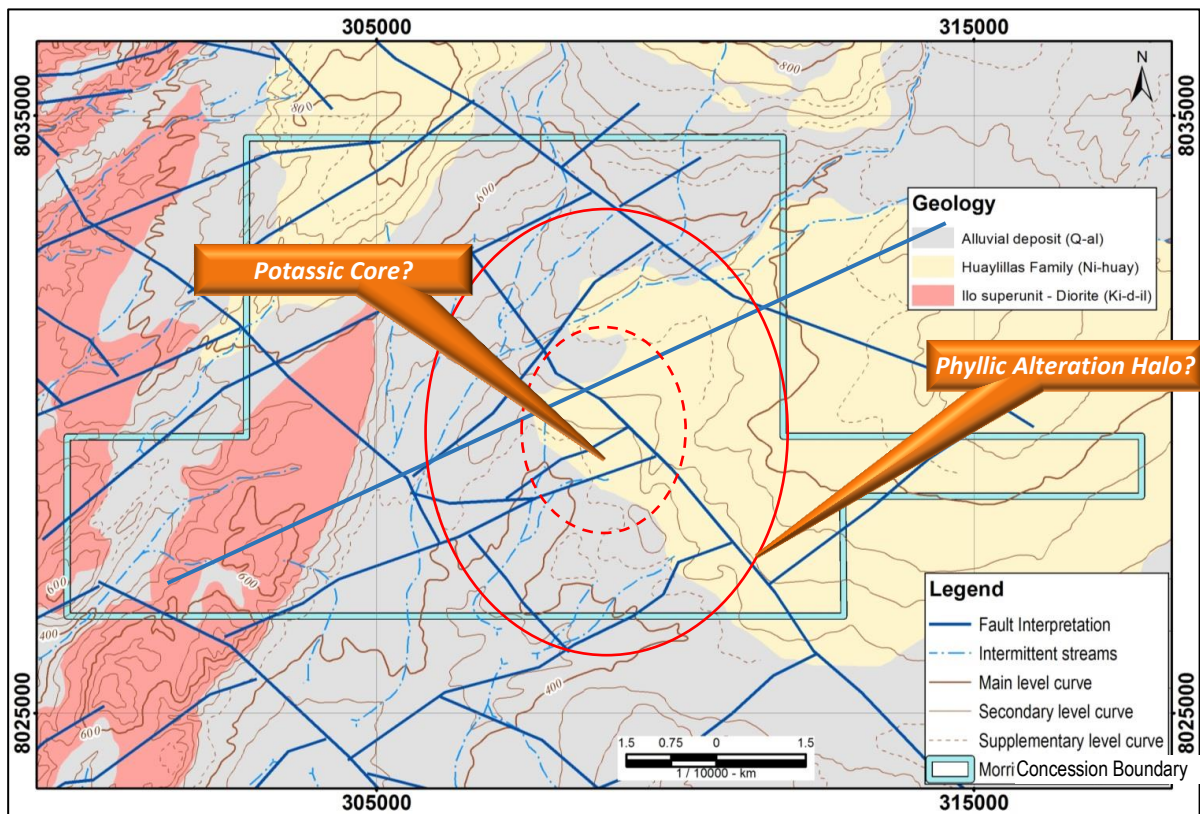 305000
315000
8035000
8035000
N
800
800
600
Geology
Alluvial deposit (Q-al)
Huaylillas Family (Ni-huay)
Ilo superunit - Diorite (Ki-d-il)
Potassic Core?
Phyllic Alteration Halo?
600
600
400
400
600
8025000
8025000
1.5 0.75 0 1.5
1 / 10000 - km
Legend
Fault Interpretation
Intermittent streams
Main level curve
Secondary level curve
Supplementary level curve
Morri Concession Boundary
305000
315000